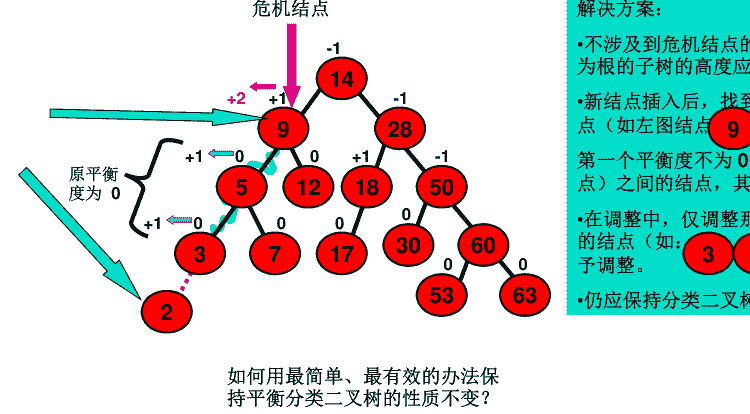 危机结点
-1
14
+2
+1
-1
9
28
+1
0
0
+1
-1
原平衡
度为 0
5
12
18
50
+1
0
0
0
0
3
7
17
30
60
0
0
2
53
63
如何用最简单、最有效的办法保
持平衡分类二叉树的性质不变？
解决方案：
•不涉及到危机结点的
为根的子树的高度应
•新结点插入后，找到
点（如左图结点 9
第一个平衡度不为 0
点）之间的结点，其
•在调整中，仅调整那
的结点（如： 3
予调整。
•仍应保持分类二叉树